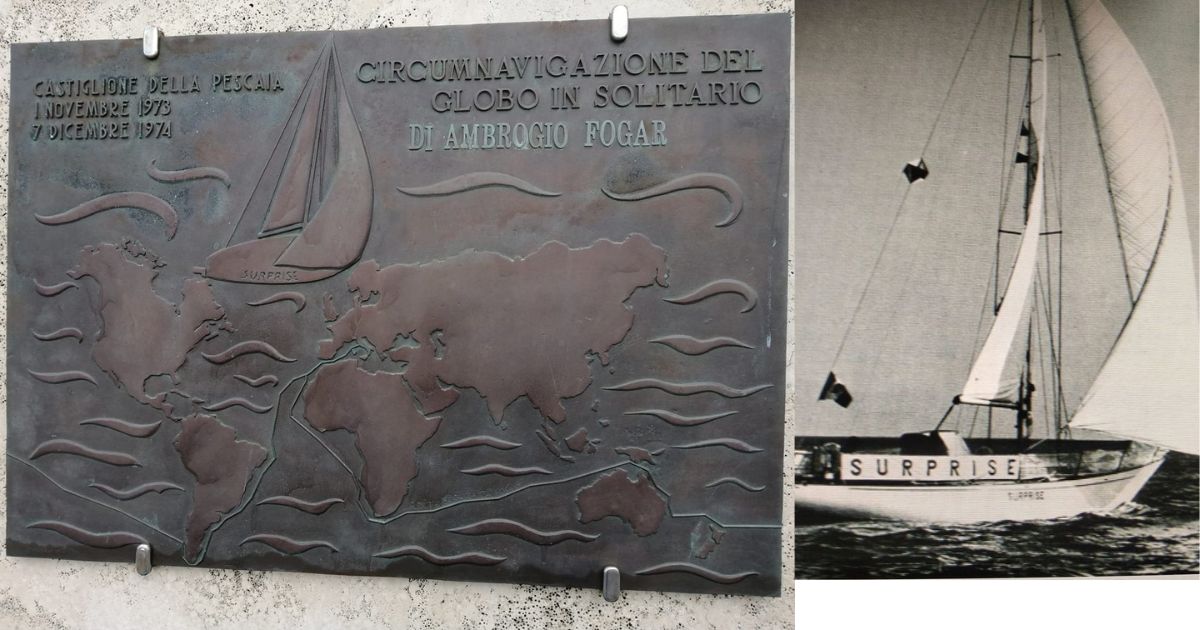 CASTIGLIONE DELLA PESCAIA
1 NOVEMBRE 1973
7 DICEMBRE 1974
CIRCUMNAVIGAZIONE DEL
GLOBO IN SOLITARIO
DI AMBROGIO FOGAR
SURPRISE
SURPRISE
SURPRISE